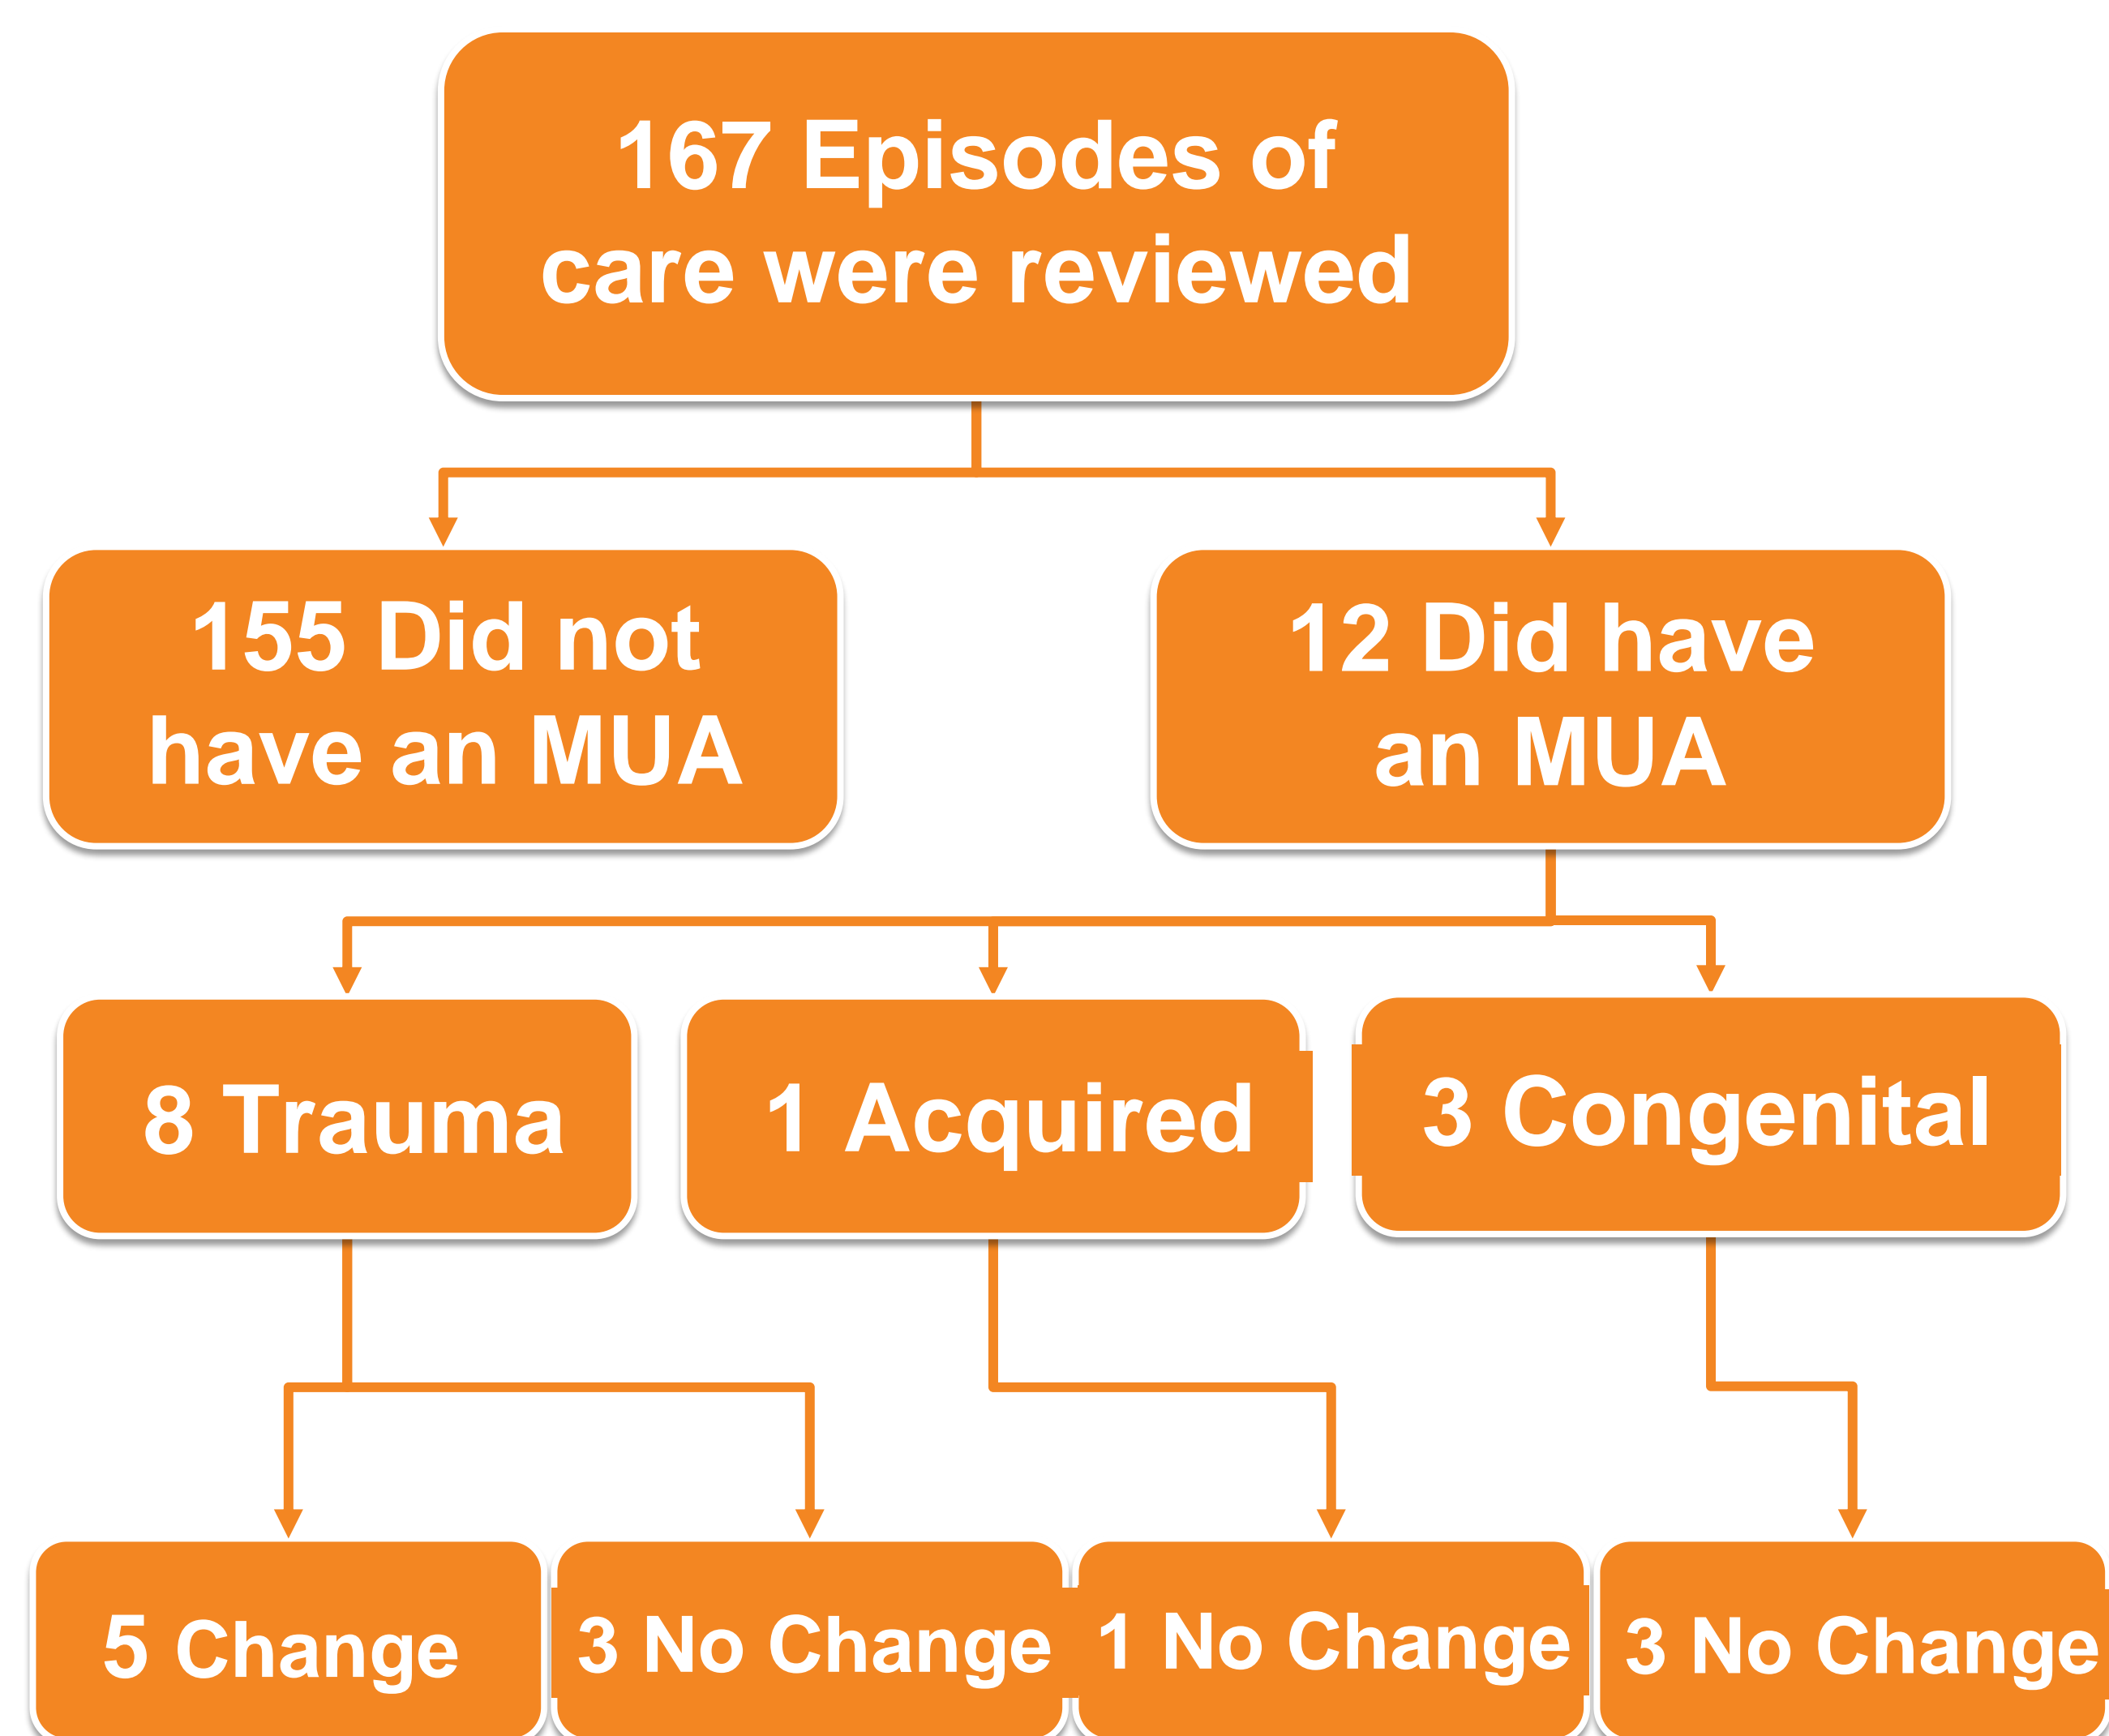 167 Episodes of
care were reviewed
155 Did not
have an MUA
12 Did have
an MUA
8 Trauma
1 Acquired
3 Congenital
5 Change
3 No Change
1 No Change
3 No Change